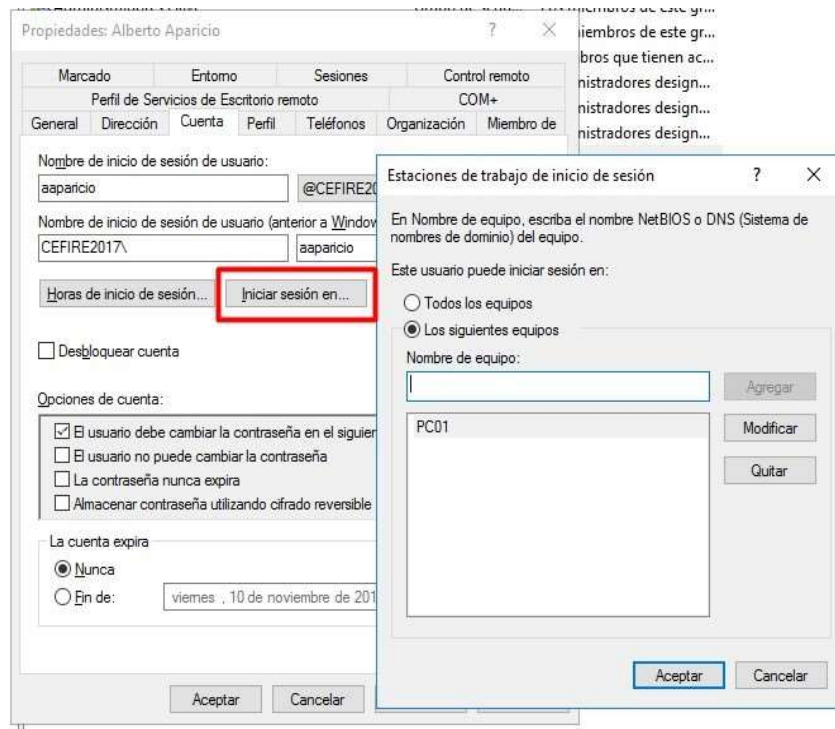 miembros de este gr...
iembros de este gr...
bros que tienen ac...
nistradores design...
nistradores design...
nistradores design...
Propiedades: Alberto Aparicio
Marcado Entorno Sesiones Control remoto
Perfil de Servicios de Escritorio remoto COM+
General Dirección Cuenta Perfil Teléfonos Organización Miembro de
Nombre de inicio de sesión de usuario:
aaparicio @CEFIRE20
Nombre de inicio de sesión de usuario (anterior a Window
CEFIRE2017\ aaparicio
Horas de inicio de sesión... Iniciar sesión en...
Desbloquear cuenta
Opciones de cuenta:
El usuario debe cambiar la contraseña en el siguien
El usuario no puede cambiar la contraseña
La contraseña nunca expira
Almacenar contraseña utilizando cifrado reversible
La cuenta expira
Nunca
Fin de: viernes , 10 de noviembre de 201
Aceptar Cancelar
Estaciones de trabajo de inicio de sesión
En Nombre de equipo, escriba el nombre NetBIOS o DNS (Sistema de
nombres de dominio) del equipo.
Este usuario puede iniciar sesión en:
Todos los equipos
Los siguientes equipos
Nombre de equipo:
Agregar
PC01
Modificar
Quitar
Aceptar Cancelar